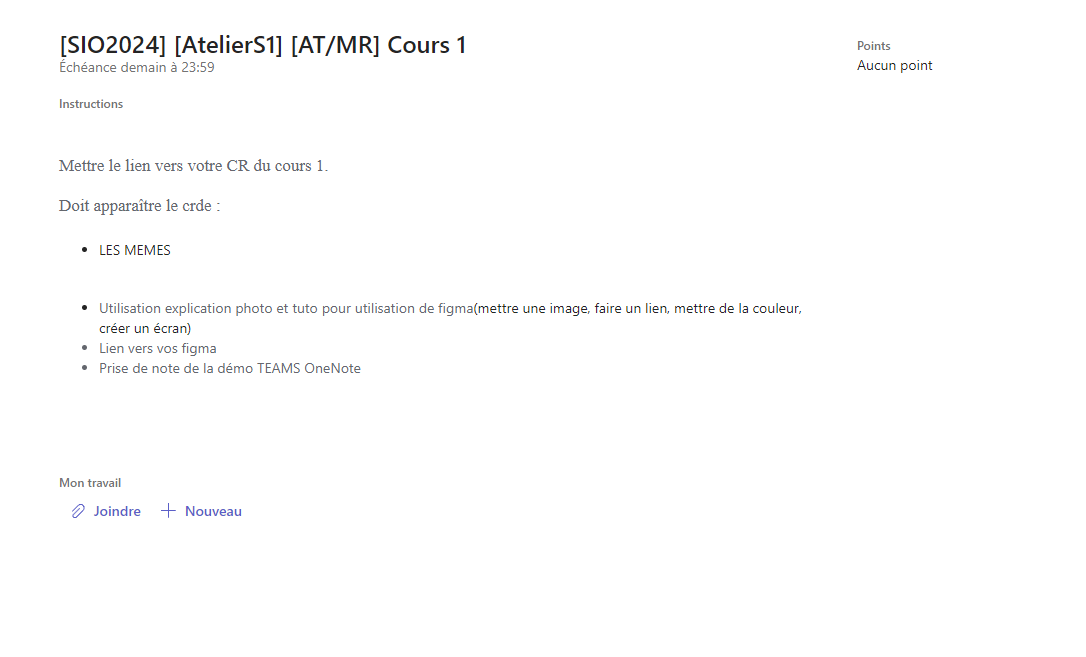 [SIO2024] [AtelierS1] [AT/MR] Cours 1
Échéance demain à 23:59
Points
Aucun point
Instructions
Mettre le lien vers votre CR du cours 1.
Doit apparaître le crde :
• LES MEMES
• Utilisation explication photo et tuto pour utilisation de figma(mettre une image, faire un lien, mettre de la couleur,
créer un écran)
• Lien vers vos figma
• Prise de note de la démo TEAMS OneNote
Mon travail
Joindre
Nouveau